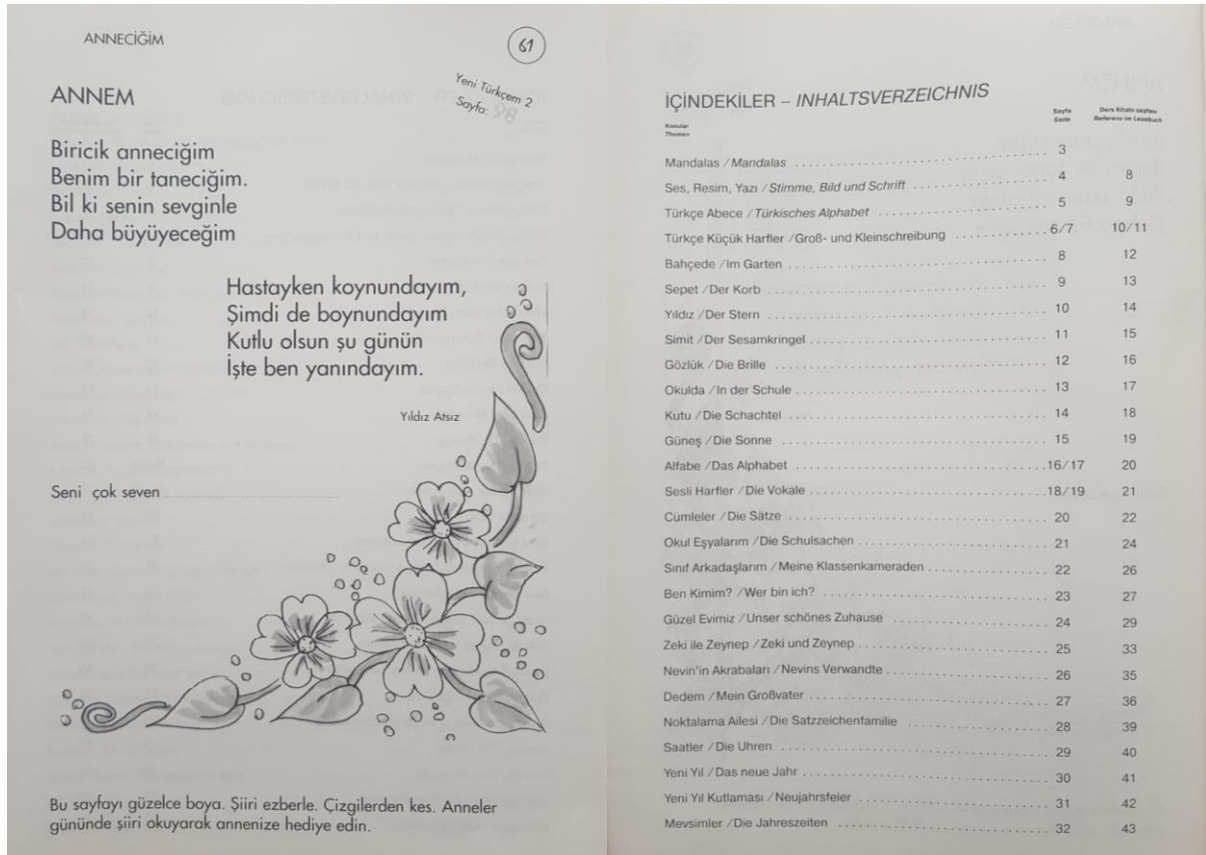 ANNECİĞİM
61
Yeni Türkçem 2
Sayfa: 89
ANNEM
Biricik anneciğim
Benim bir taneciğim.
Bil ki senin sevginle
Daha büyüyeceğim
Hastayken koynundayım,
Şimdi de boynundayım
Kutlu olsun şu günün
İşte ben yanındayım.
Yıldız Atsız
Seni çok seven
Bu sayfayı güzelce boya. Şiiri ezberle. Çizgilerden kes. Anneler
gününde şiiri okuyarak annenize hediye edin.
İÇİNDEKİLER – INHALTSVERZEICHNIS
Konular
Themen
Sayfa
Seite
Ders Kitabı sayfası
Referenz im Lesebuch
Mandalas / Mandalas 3
Ses, Resim, Yazı / Stimme, Bild und Schrift 4 8
Türkçe Abece / Türkisches Alphabet 5 9
Türkçe Küçük Harfler / Groß- und Kleinschreibung 6/7 10/11
Bahçede / Im Garten 8 12
Sepet / Der Korb 9 13
Yıldız / Der Stern 10 14
Simit / Der Sesamkringel 11 15
Gözlük / Die Brille 12 16
Okulda / In der Schule 13 17
Kutu / Die Schachtel 14 18
Güneş / Die Sonne 15 19
Alfabe / Das Alphabet 16/17 20
Sesli Harfler / Die Vokale 18/19 21
Cümleler / Die Sätze 20 22
Okul Eşyalarım / Die Schulsachen 21 24
Sınıf Arkadaşlarım / Meine Klassenkameraden 22 26
Ben Kimim? / Wer bin ich? 23 27
Güzel Evimiz / Unser schönes Zuhause 24 29
Zeki ile Zeynep / Zeki und Zeynep 25 33
Nevin'in Akrabaları / Nevins Verwandte 26 35
Dedem / Mein Großvater 27 36
Noktalama Ailesi / Die Satzzeichenfamilie 28 39
Saatler / Die Uhren 29 40
Yeni Yıl / Das neue Jahr 30 41
Yeni Yıl Kutlaması / Neujahrsfeier 31 42
Mevsimler / Die Jahreszeiten 32 43